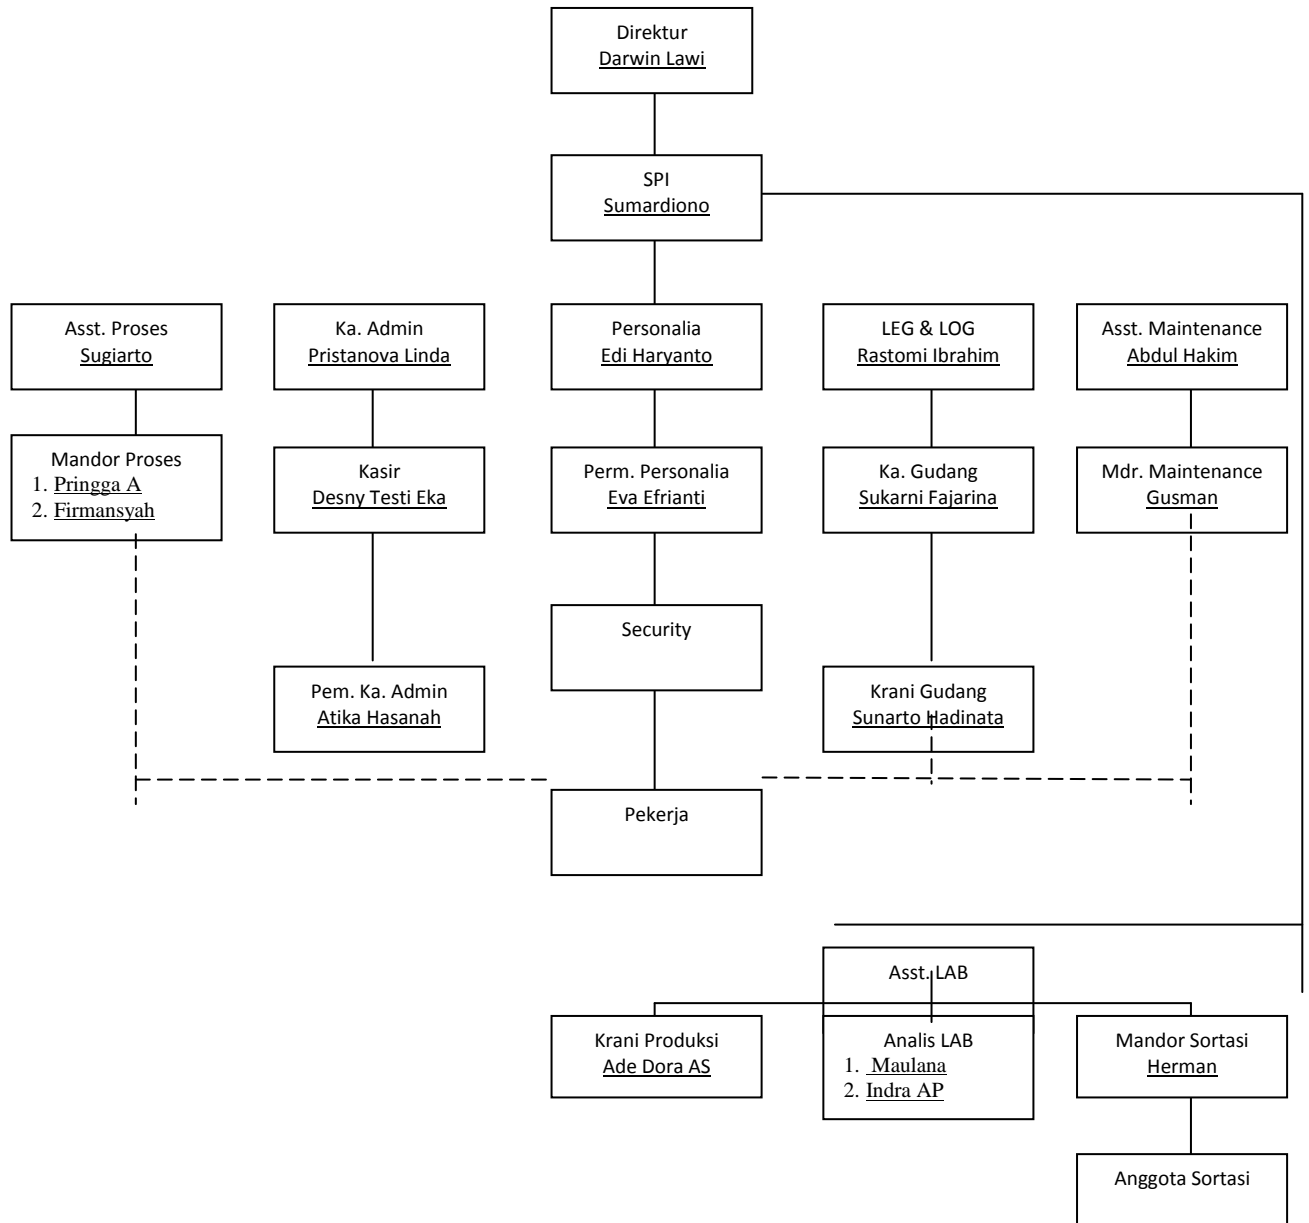 Direktur
Darwin Lawi
SPI
Sumardiono
Asst. Proses
Sugiarto
Ka. Admin
Pristanova Linda
Personalia
Edi Haryanto
LEG & LOG
Rastomi Ibrahim
Asst. Maintenance
Abdul Hakim
Mandor Proses
1. Pringga A
2. Firmansyah
Kasir
Desny Testi Eka
Perm. Personalia
Eva Efrianti
Ka. Gudang
Sukarni Fajarina
Mdr. Maintenance
Gusman
Security
Pem. Ka. Admin
Atika Hasanah
Krani Gudang
Sunarto Hadinata
Pekerja
Asst. LAB
Krani Produksi
Ade Dora AS
Analis LAB
1. Maulana
2. Indra AP
Mandor Sortasi
Herman
Anggota Sortasi